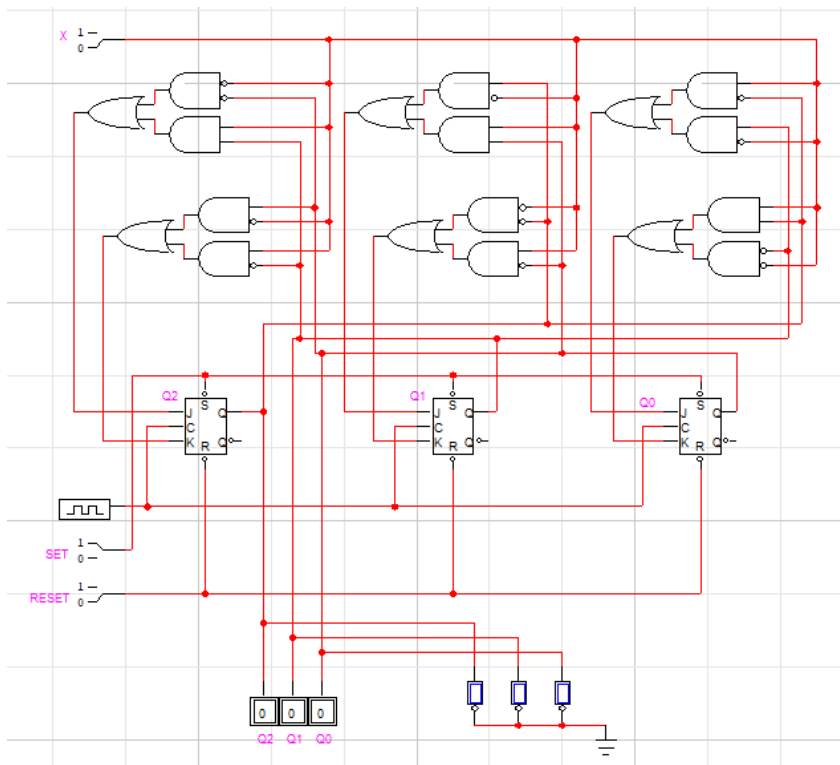 X 1
0
Q2 Q1 Q0
S S S
J Q J Q J Q
C C C
K R Q K R Q K R Q
SET 1
0
1
RESET 0
0 0 0
Q2 Q1 Q0